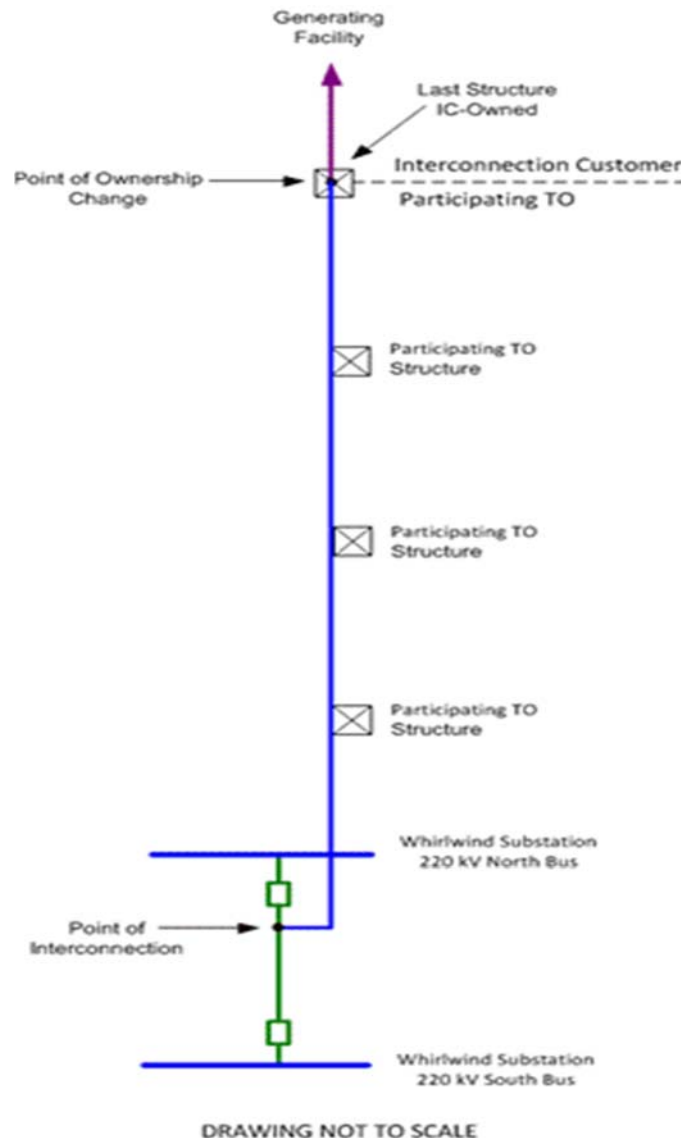 Generating
Facility
Last Structure
IC-Owned
Interconnection Customer
Point of Ownership
Change
Participating TO
Participating TO
Structure
Participating TO
Structure
Participating TO
Structure
Whirlwind Substation
220 kV North Bus
Point of
Interconnection
Whirlwind Substation
220 kV South Bus
DRAWING NOT TO SCALE